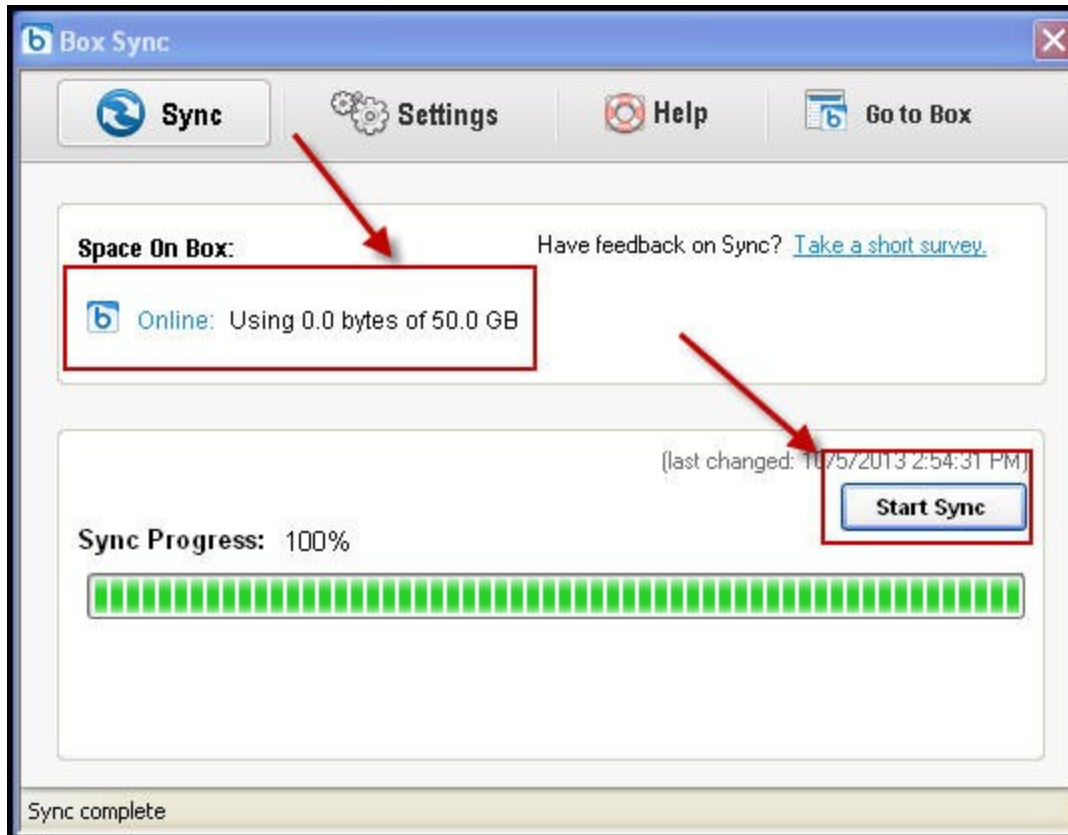 Box Sync
Sync Settings Help Go to Box
Space On Box: Have feedback on Sync? Take a short survey.
Online: Using 0.0 bytes of 50.0 GB
(last changed: 10/5/2013 2:54:31 PM)
Start Sync
Sync Progress: 100%
Sync complete